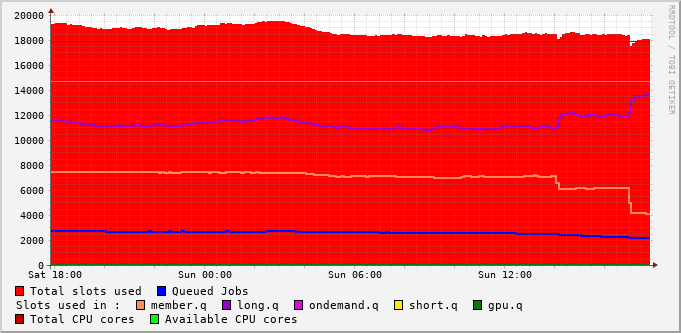 20000
18000
16000
14000
12000
10000
8000
6000
4000
2000
0
Sat 18:00 Sun 00:00 Sun 06:00 Sun 12:00
Total slots used Queued Jobs
Slots used in : member.q long.q ondemand.q short.q gpu.q
Total CPU cores Available CPU cores
RRDTOOL / TOBI OETIKER